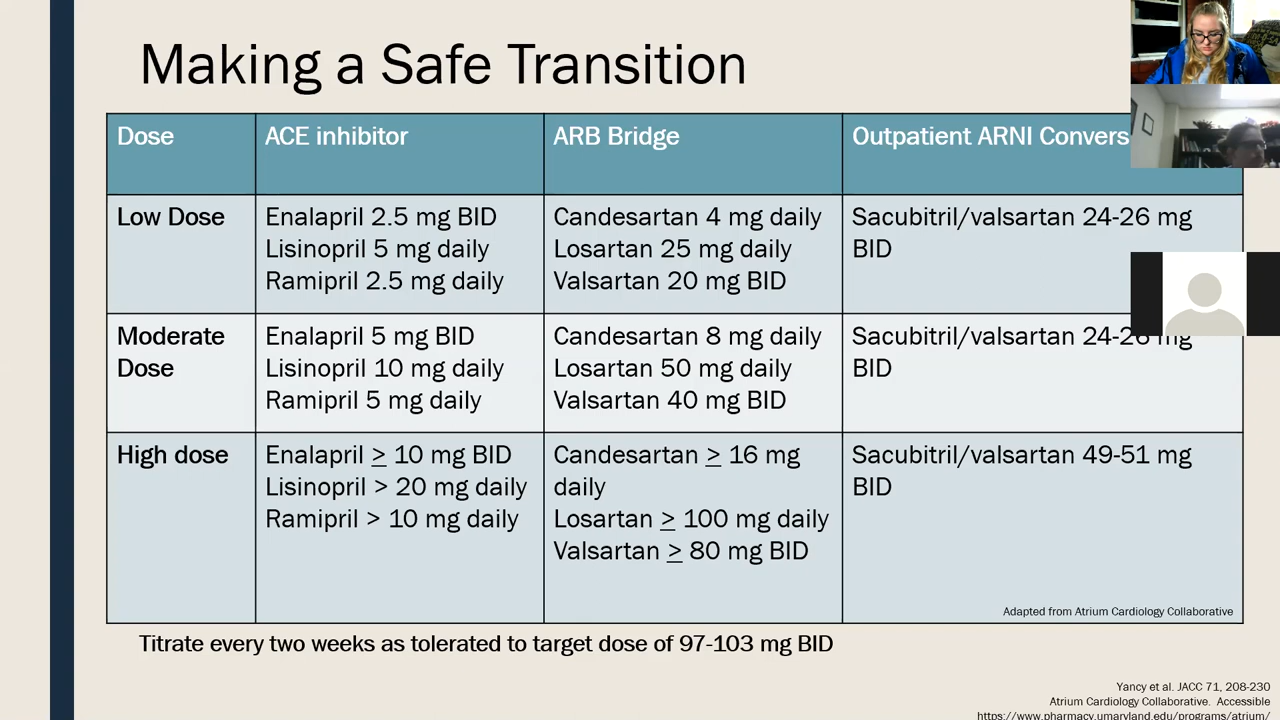 Making a Safe Transition
Dose
ACE inhibitor
ARB Bridge
Outpatient ARNI Convers
Low Dose
Enalapril 2.5 mg BID
Lisinopril 5 mg daily
Ramipril 2.5 mg daily
Candesartan 4 mg daily
Losartan 25 mg daily
Valsartan 20 mg BID
Sacubitril/valsartan 24-26 mg
BID
Moderate
Dose
Enalapril 5 mg BID
Lisinopril 10 mg daily
Ramipril 5 mg daily
Candesartan 8 mg daily
Losartan 50 mg daily
Valsartan 40 mg BID
Sacubitril/valsartan 24-26 mg
BID
High dose
Enalapril ≥ 10 mg BID
Lisinopril > 20 mg daily
Ramipril > 10 mg daily
Candesartan ≥ 16 mg
daily
Losartan ≥ 100 mg daily
Valsartan ≥ 80 mg BID
Sacubitril/valsartan 49-51 mg
BID
Adapted from Atrium Cardiology Collaborative
Titrate every two weeks as tolerated to target dose of 97-103 mg BID
Yancy et al. JACC 71, 208-230
Atrium Cardiology Collaborative. Accessible
https://www.pharmacy.umaryland.edu/programs/atrium/